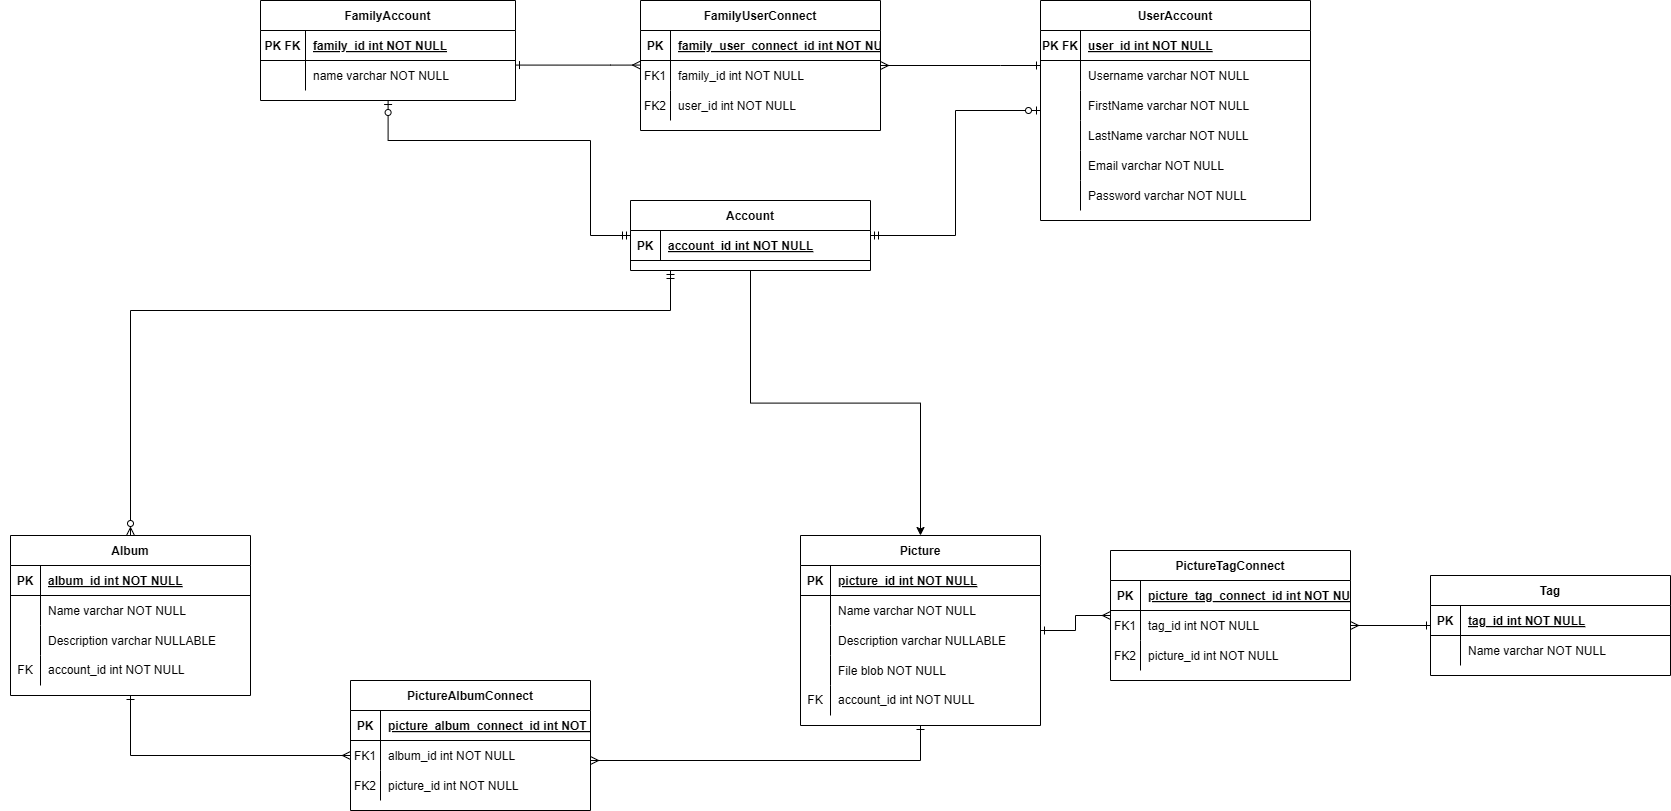 FamilyAccount
PK FK family_id int NOT NULL
name varchar NOT NULL
FamilyUserConnect
PK family_user_connect_id int NOT NU
FK1 family_id int NOT NULL
FK2 user_id int NOT NULL
UserAccount
PK FK user_id int NOT NULL
Username varchar NOT NULL
FirstName varchar NOT NULL
LastName varchar NOT NULL
Email varchar NOT NULL
Password varchar NOT NULL
Account
PK account_id int NOT NULL
Album
PK album_id int NOT NULL
Name varchar NOT NULL
Description varchar NULLABLE
FK account_id int NOT NULL
PictureAlbumConnect
PK picture_album_connect_id int NOT
FK1 album_id int NOT NULL
FK2 picture_id int NOT NULL
Picture
PK picture_id int NOT NULL
Name varchar NOT NULL
Description varchar NULLABLE
File blob NOT NULL
FK account_id int NOT NULL
PictureTagConnect
PK picture_tag_connect_id int NOT NU
FK1 tag_id int NOT NULL
FK2 picture_id int NOT NULL
Tag
PK tag_id int NOT NULL
Name varchar NOT NULL